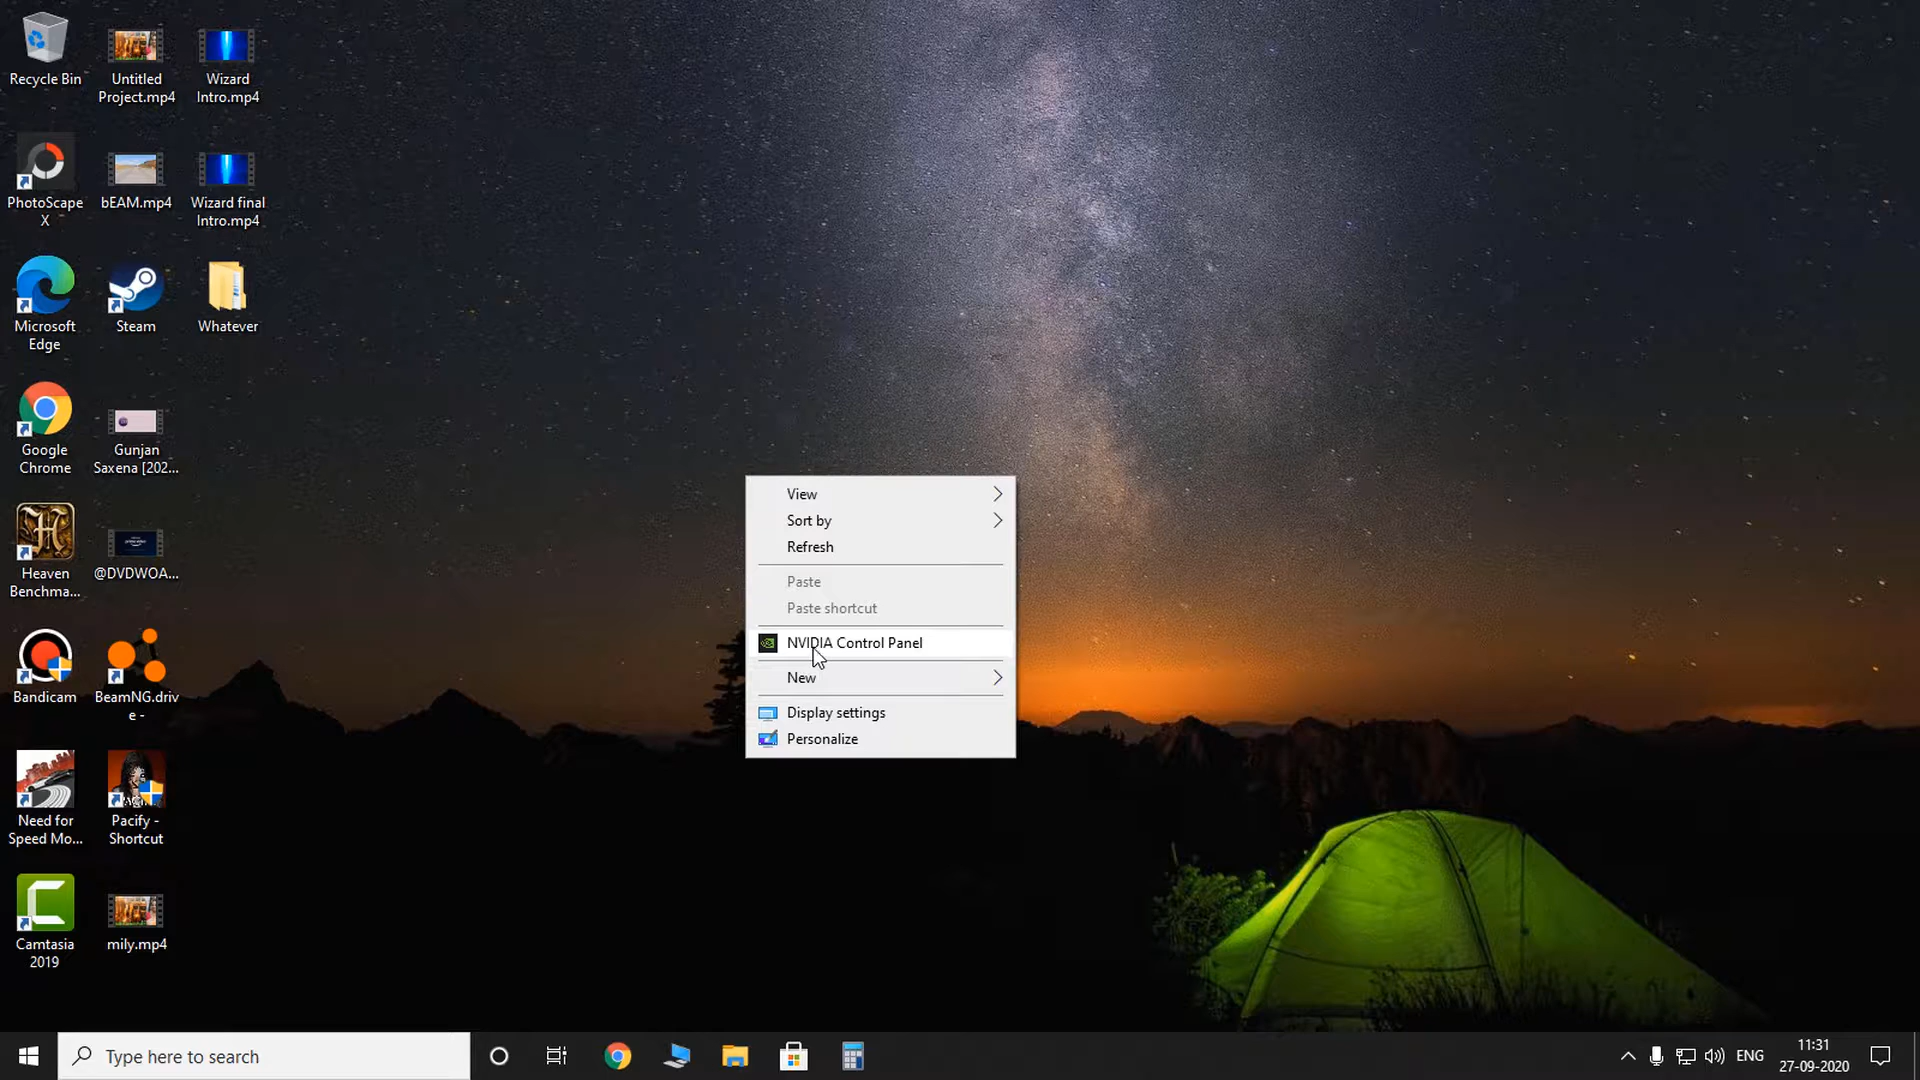 Recycle Bin
Untitled
Project.mp4
Wizard
Intro.mp4
PhotoScape
X
bEAM.mp4
Wizard final
Intro.mp4
Microsoft
Edge
Steam
Whatever
Google
Chrome
Gunjan
Saxena [202...
Heaven
Benchma...
@DVDWOA...
Bandicam
BeamNG.driv
e -
Need for
Speed Mo...
Pacify -
Shortcut
Camtasia
2019
mily.mp4
View
Sort by
Refresh
Paste
Paste shortcut
NVIDIA Control Panel
New
Display settings
Personalize
Type here to search
ENG
11:31
27-09-2020